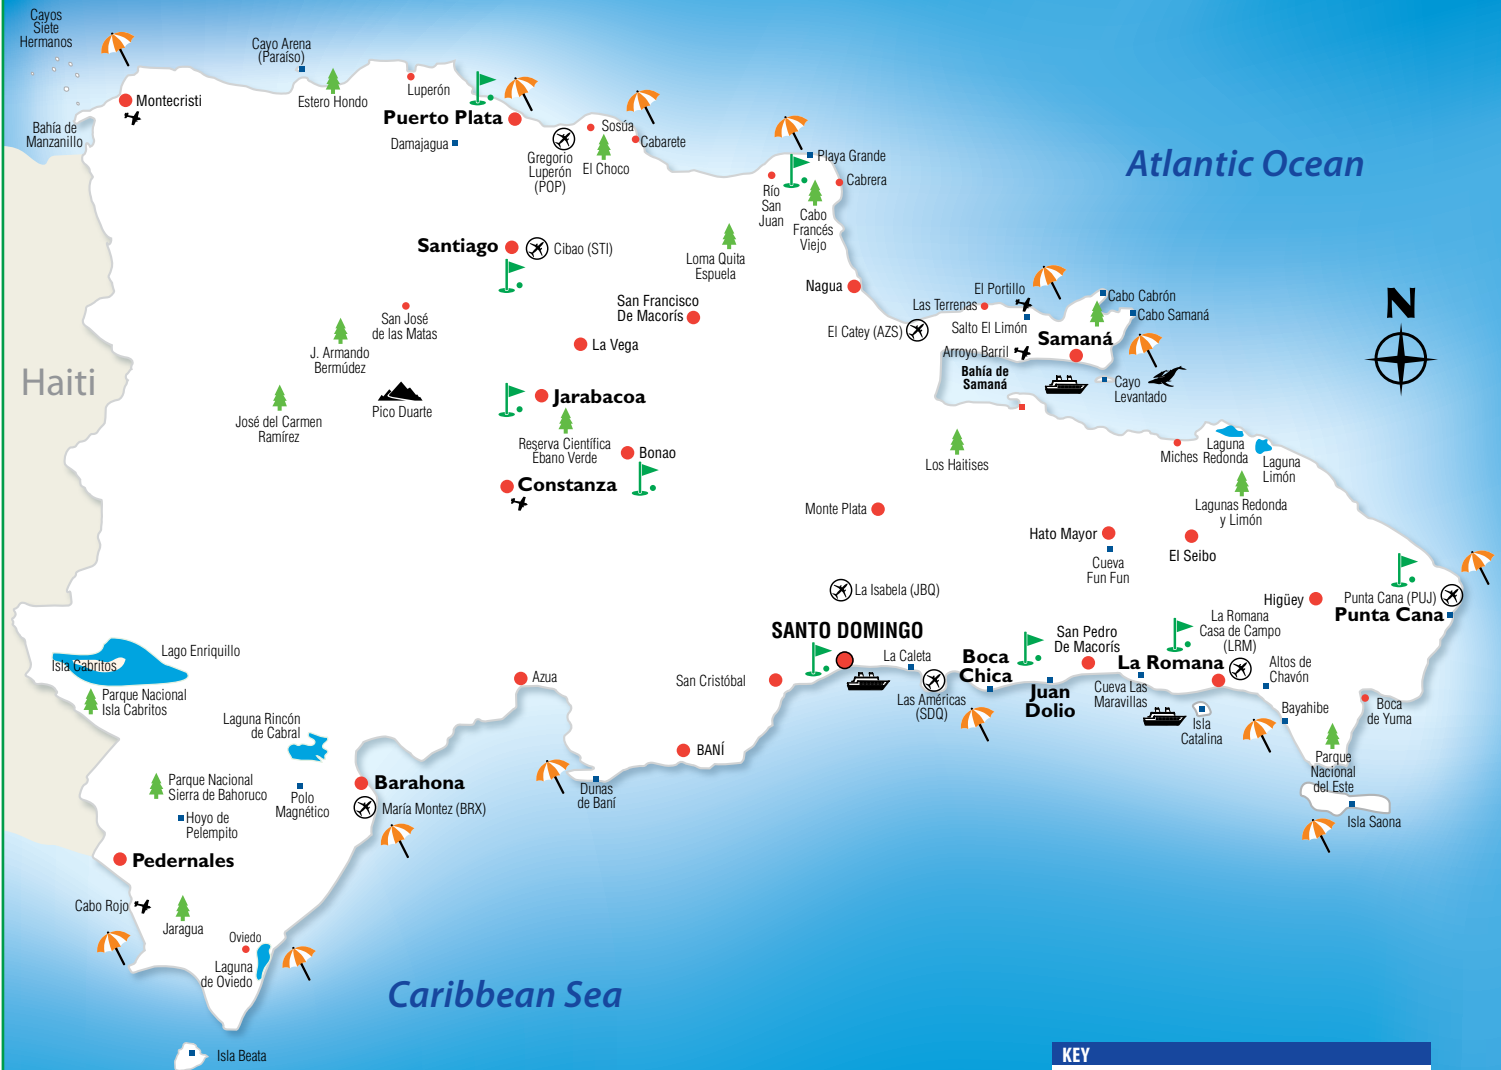 Cayos
Siete
Hermanos
Cayo Arena
(Paraíso)
Montecristi
Estero Hondo
Luperón
Bahía de
Manzanillo
Puerto Plata
Damajagua
Sosúa
Cabarete
Gregorio
Luperón
(POP)
El Choco
Playa Grande
Cabrera
Río
San
Juan
Cabo
Francés
Viejo
Atlantic Ocean
Santiago
Cibao (STI)
Loma Quita
Espuela
Nagua
San Francisco
De Macorís
San José
de las Matas
La Vega
J. Armando
Bermúdez
El Catey (AZS)
Las Terrenas
El Portillo
Salto El Limón
Cabo Cabrón
Cabo Samaná
Samaná
Arroyo Barril
Bahía de
Samaná
Cayo
Levantado
N
Haiti
Pico Duarte
Jarabacoa
José del Carmen
Ramírez
Reserva Científica
Ébano Verde
Bonao
Constanza
Los Haitises
Miches
Laguna
Redonda
Laguna
Limón
Lagunas Redonda
y Limón
Monte Plata
Hato Mayor
Cueva
Fun Fun
El Seibo
La Isabela (JBQ)
Higüey
Punta Cana (PUJ)
Punta Cana
SANTO DOMINGO
La Caleta
Boca
Chica
San Pedro
De Macorís
La Romana
Casa de Campo
(LRM)
La Romana
Altos de
Chavón
Isla Cabritos
Lago Enriquillo
Parque Nacional
Isla Cabritos
Azua
San Cristóbal
Las Américas
(SDQ)
Juan
Dolio
Cueva Las
Maravillas
Isla
Catalina
Bayahibe
Boca
de Yuma
Laguna Rincón
de Cabral
BANÍ
Parque
Nacional
del Este
Parque Nacional
Sierra de Bahoruco
Polo
Magnético
Barahona
María Montez (BRX)
Dunas
de Baní
Isla Saona
Hoyo de
Pelempito
Pedernales
Cabo Rojo
Jaragua
Oviedo
Laguna
de Oviedo
Caribbean Sea
Isla Beata
KEY